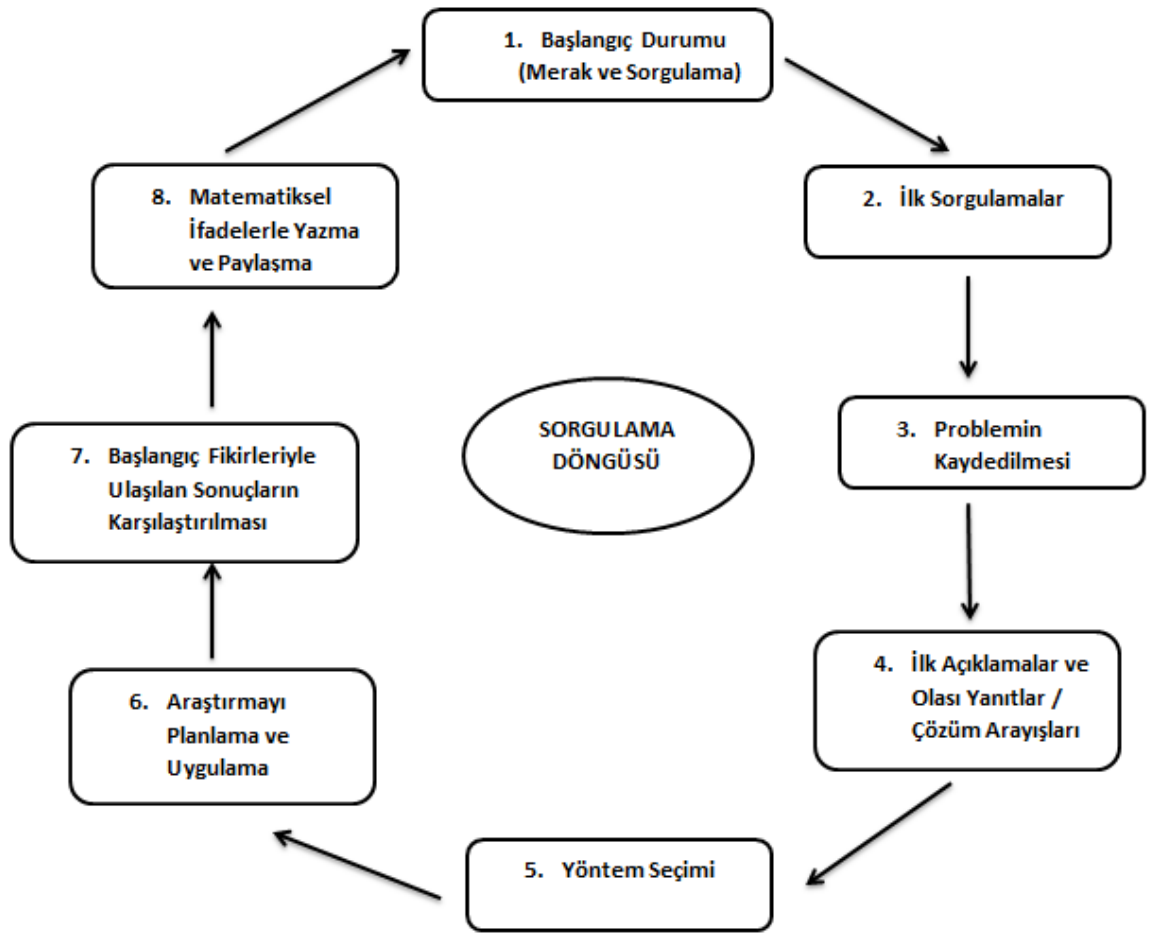 1. Başlangıç Durumu
(Merak ve Sorgulama)
2. İlk Sorgulamalar
3. Problemin
Kaydedilmesi
4. İlk Açıklamalar ve
Olası Yanıtlar /
Çözüm Arayışları
5. Yöntem Seçimi
6. Araştırmayı
Planlama ve
Uygulama
7. Başlangıç Fikirleriyle
Ulaşılan Sonuçların
Karşılaştırılması
8. Matematiksel
İfadelerle Yazma
ve Paylaşma
SORGULAMA
DÖNGÜSÜ